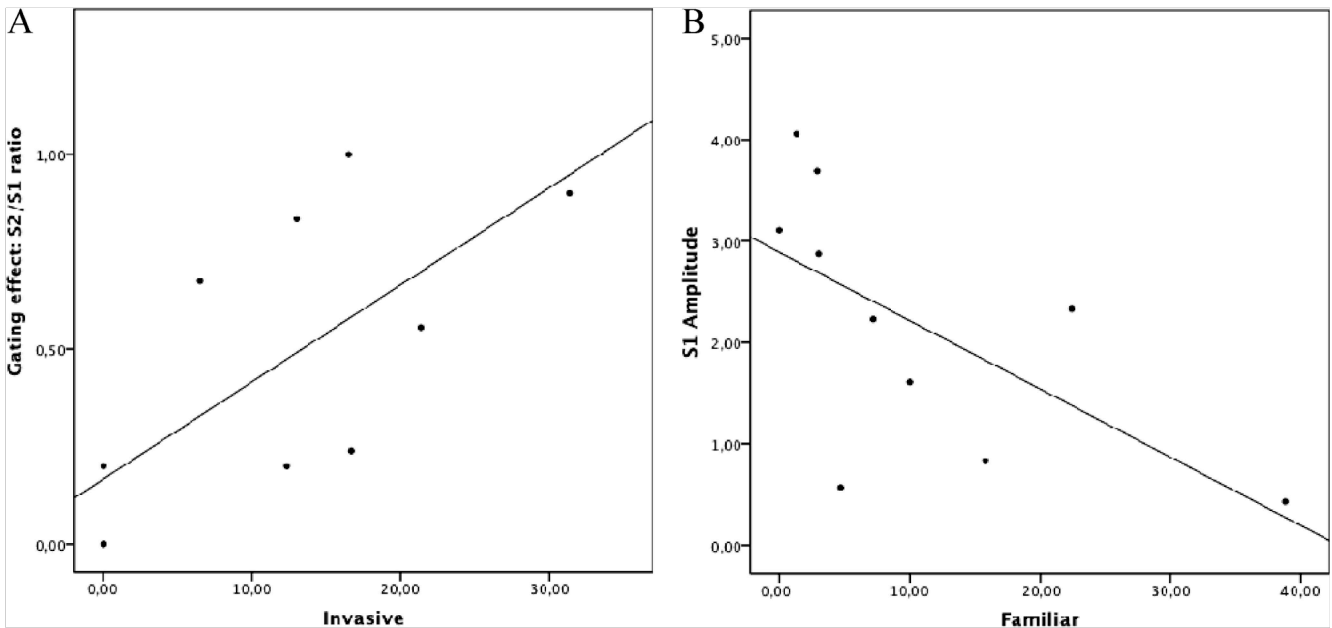 A
Gating effect: S2/S1 ratio
1,00
0,50
0,00
0,00 10,00 20,00 30,00
Invasive
B
S1 Amplitude
5,00
4,00
3,00
2,00
1,00
0,00
0,00 10,00 20,00 30,00 40,00
Familiar